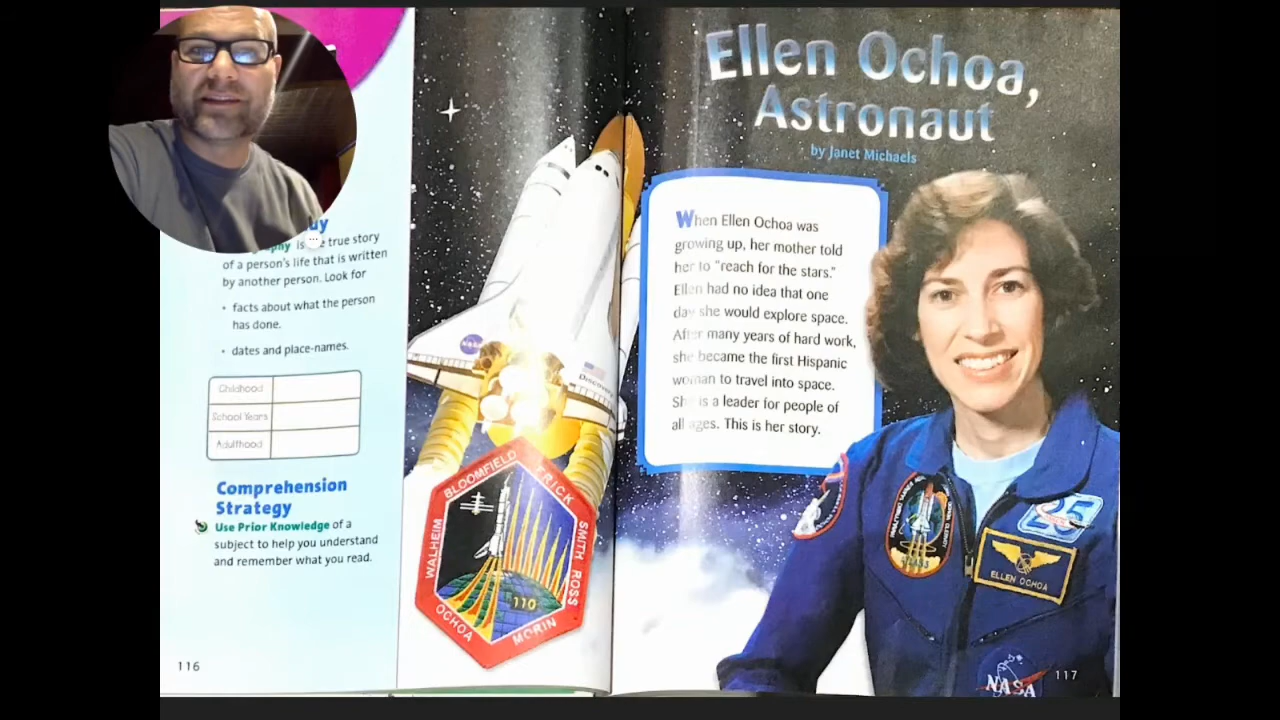 is the true story
of a person's life that is written
by another person. Look for
• facts about what the person
has done.
• dates and place-names.
Childhood
School Years
Adulthood
Comprehension
Strategy
Use Prior Knowledge of a
subject to help you understand
and remember what you read.
116
Discovery
BLOOMFIELD
FRICK
WALHEIM
SMITH
ROSS
OCHOA
MORIN
110
Ellen Ochoa,
Astronaut
by Janet Michaels
When Ellen Ochoa was
growing up, her mother told
her to "reach for the stars."
Ellen had no idea that one
day she would explore space.
After many years of hard work,
she became the first Hispanic
woman to travel into space.
She is a leader for people of
all ages. This is her story.
25
ELLEN OCHOA
NASA
117